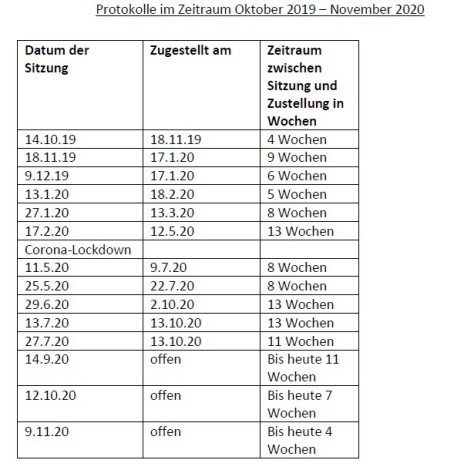 Protokolle im Zeitraum Oktober 2019 – November 2020
Datum der Sitzung Zugestellt am Zeitraum zwischen Sitzung und Zustellung in Wochen
14.10.19 18.11.19 4 Wochen
18.11.19 17.1.20 9 Wochen
9.12.19 17.1.20 6 Wochen
13.1.20 18.2.20 5 Wochen
27.1.20 13.3.20 8 Wochen
17.2.20 12.5.20 13 Wochen
Corona-Lockdown
11.5.20 9.7.20 8 Wochen
25.5.20 22.7.20 8 Wochen
29.6.20 2.10.20 13 Wochen
13.7.20 13.10.20 13 Wochen
27.7.20 13.10.20 11 Wochen
14.9.20 offen Bis heute 11 Wochen
12.10.20 offen Bis heute 7 Wochen
9.11.20 offen Bis heute 4 Wochen